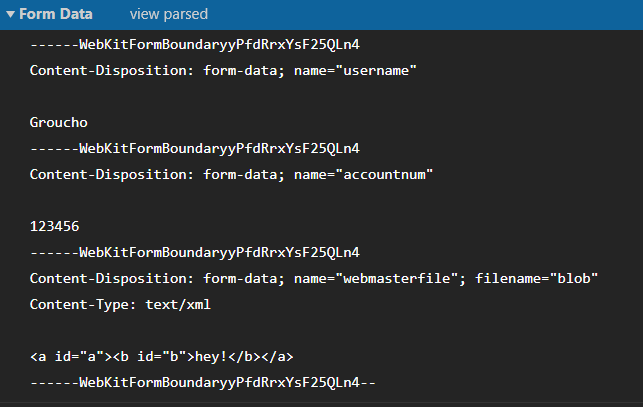 Form Data view parsed
------WebKitFormBoundaryyPfdRrxYsF25QLn4
Content-Disposition: form-data; name="username"
Groucho
------WebKitFormBoundaryyPfdRrxYsF25QLn4
Content-Disposition: form-data; name="accountnum"
123456
------WebKitFormBoundaryyPfdRrxYsF25QLn4
Content-Disposition: form-data; name="webmasterfile"; filename="blob"
Content-Type: text/xml
<a id="a"><b id="b">hey!</b></a>
------WebKitFormBoundaryyPfdRrxYsF25QLn4--